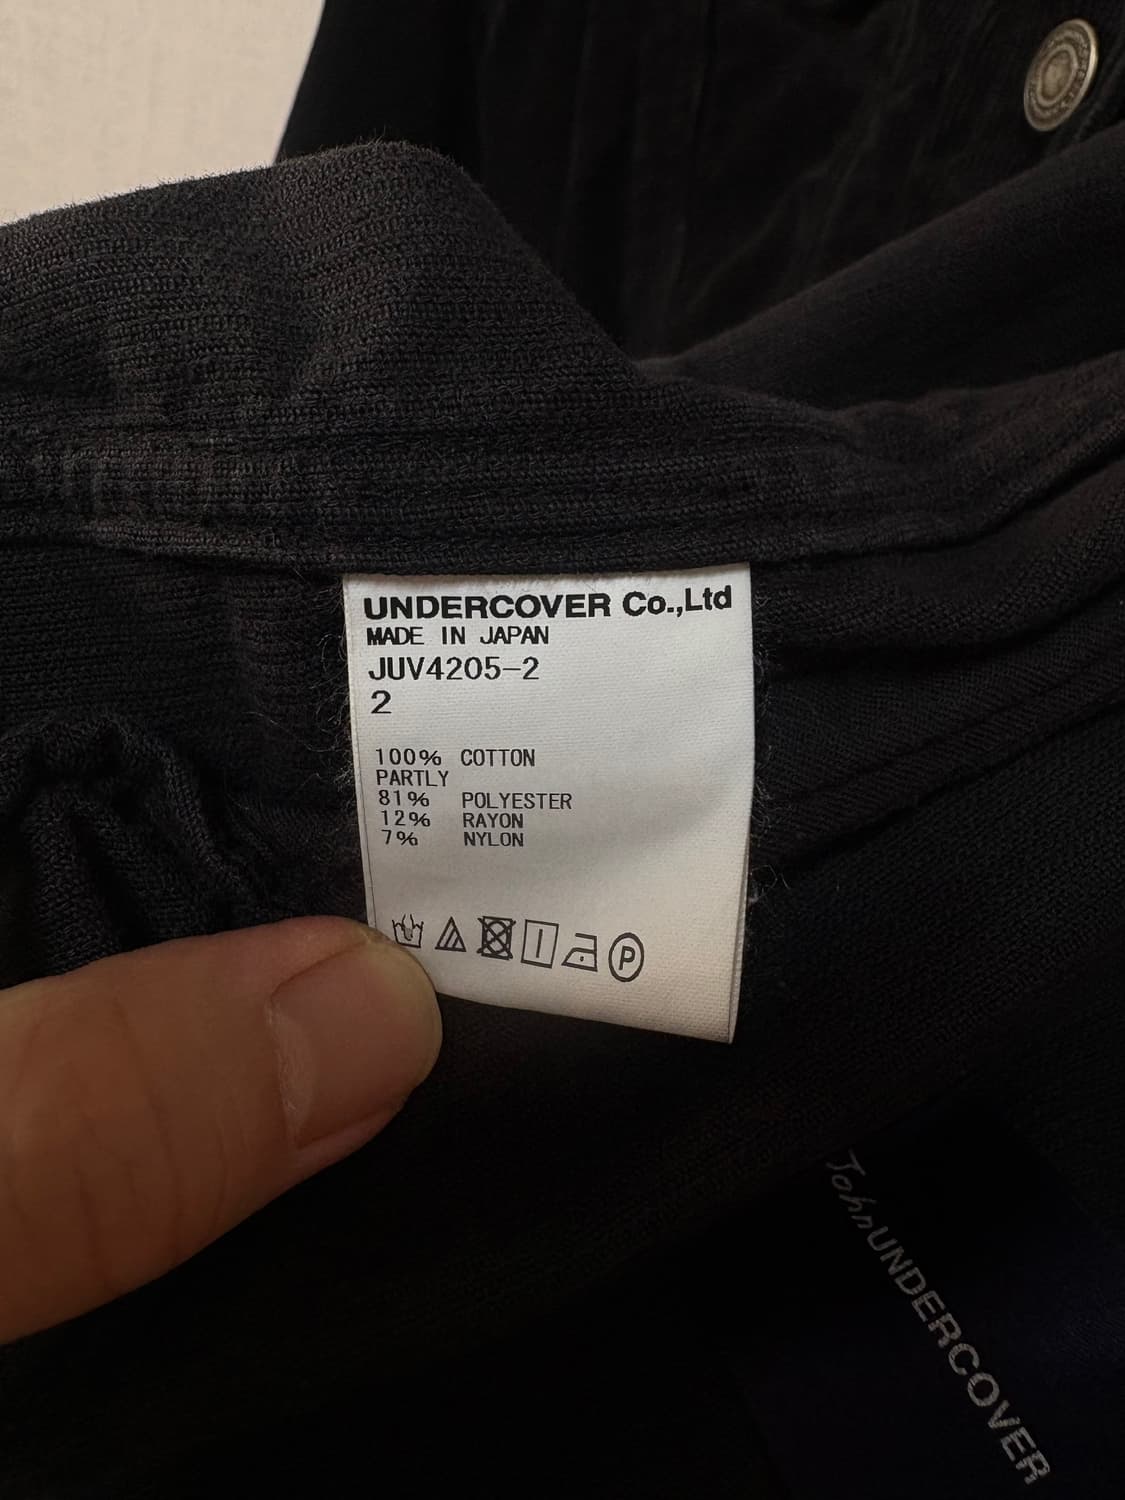 UNDERCOVER Co.,Ltd
MADE IN JAPAN
JUV4205-2
2
100% COTTON
PARTLY
81% POLYESTER
12% RAYON
7% NYLON
P
JohnUNDERCOVER